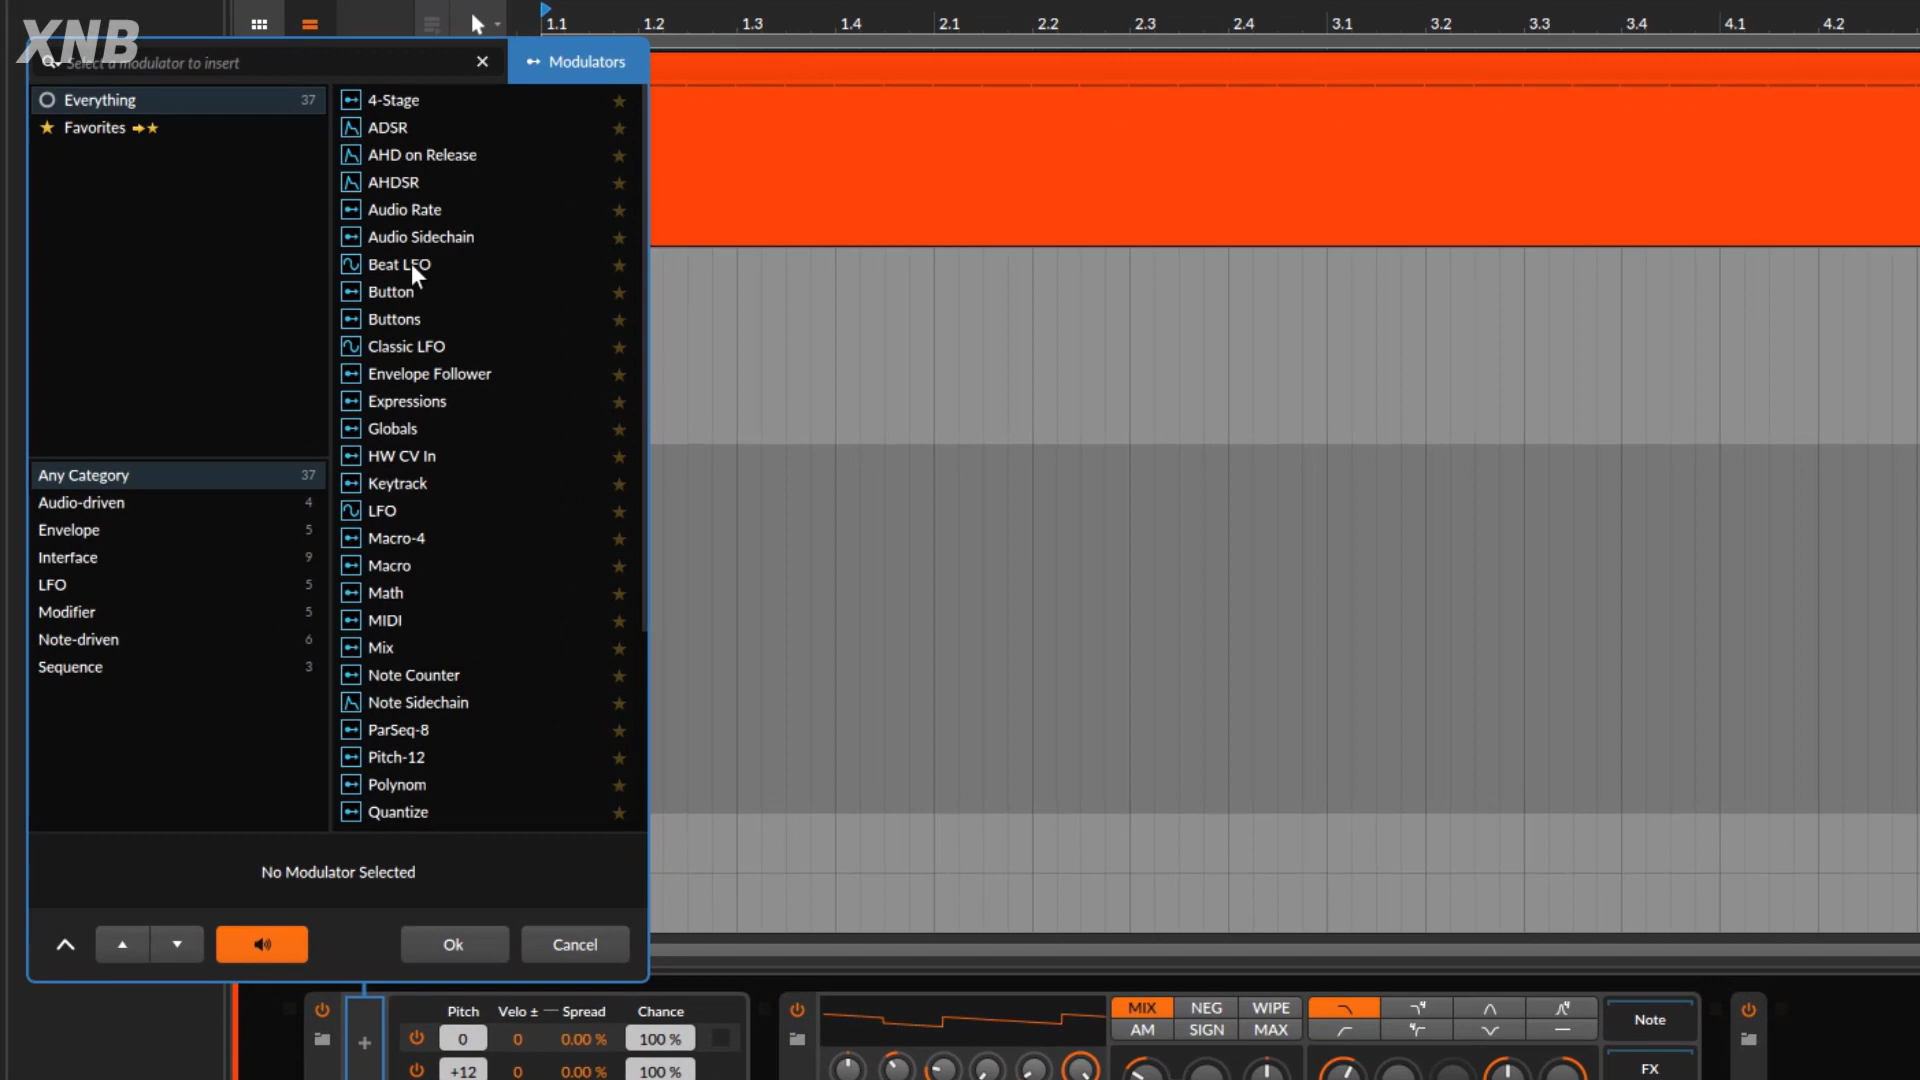 XNB
1.1 1.2 1.3 1.4 2.1 2.2 2.3 2.4 3.1 3.2 3.3 3.4 4.1 4.2
Select a modulator to insert
Modulators
Everything 37
Favorites
Any Category 37
Audio-driven 4
Envelope 5
Interface 9
LFO 5
Modifier 5
Note-driven 6
Sequence 3
4-Stage
ADSR
AHD on Release
AHDSR
Audio Rate
Audio Sidechain
Beat LFO
Button
Buttons
Classic LFO
Envelope Follower
Expressions
Globals
HW CV In
Keytrack
LFO
Macro-4
Macro
Math
MIDI
Mix
Note Counter
Note Sidechain
ParSeq-8
Pitch-12
Polynom
Quantize
No Modulator Selected
Ok Cancel
Pitch Velo ± Spread Chance
0 0 0.00 % 100 %
+12 0 0.00 % 100 %
MIX NEG WIPE
AM SIGN MAX
Note
FX